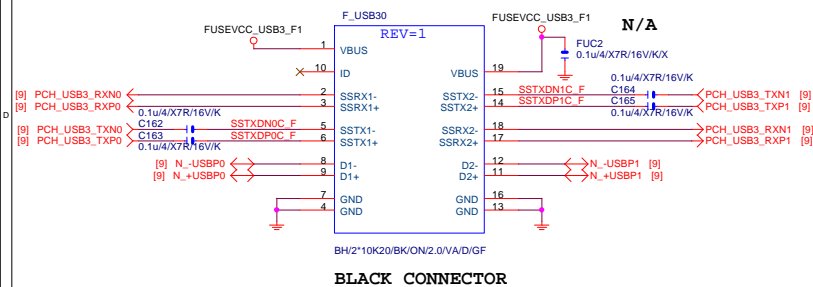 F_USB30
REV=1
N/A
FUSEVCC_USB3_F1
FUSEVCC_USB3_F1
FUC2
0.1u/4/X7R/16V/K/X
1 VBUS
10 ID
VBUS 19
[9] PCH_USB3_RXN0 2 SSRX1-
[9] PCH_USB3_RXP0 3 SSRX1+
0.1u/4/X7R/16V/K
[9] PCH_USB3_TXN0 C162 SSTXDN0C_F 5 SSTX1-
[9] PCH_USB3_TXP0 C163 SSTXDP0C_F 6 SSTX1+
0.1u/4/X7R/16V/K
[9] N_-USBP0 8 D1-
[9] N_+USBP0 9 D1+
7 GND
4 GND
0.1u/4/X7R/16V/K
SSTX2- 15 SSTXDN1C_F C164 PCH_USB3_TXN1 [9]
SSTX2+ 14 SSTXDP1C_F C165 PCH_USB3_TXP1 [9]
0.1u/4/X7R/16V/K
SSRX2- 18 PCH_USB3_RXN1 [9]
SSRX2+ 17 PCH_USB3_RXP1 [9]
D2- 12 N_-USBP1 [9]
D2+ 11 N_+USBP1 [9]
GND 16
GND 13
D
BH/2*10K20/BK/ON/2.0/VA/D/GF
BLACK CONNECTOR